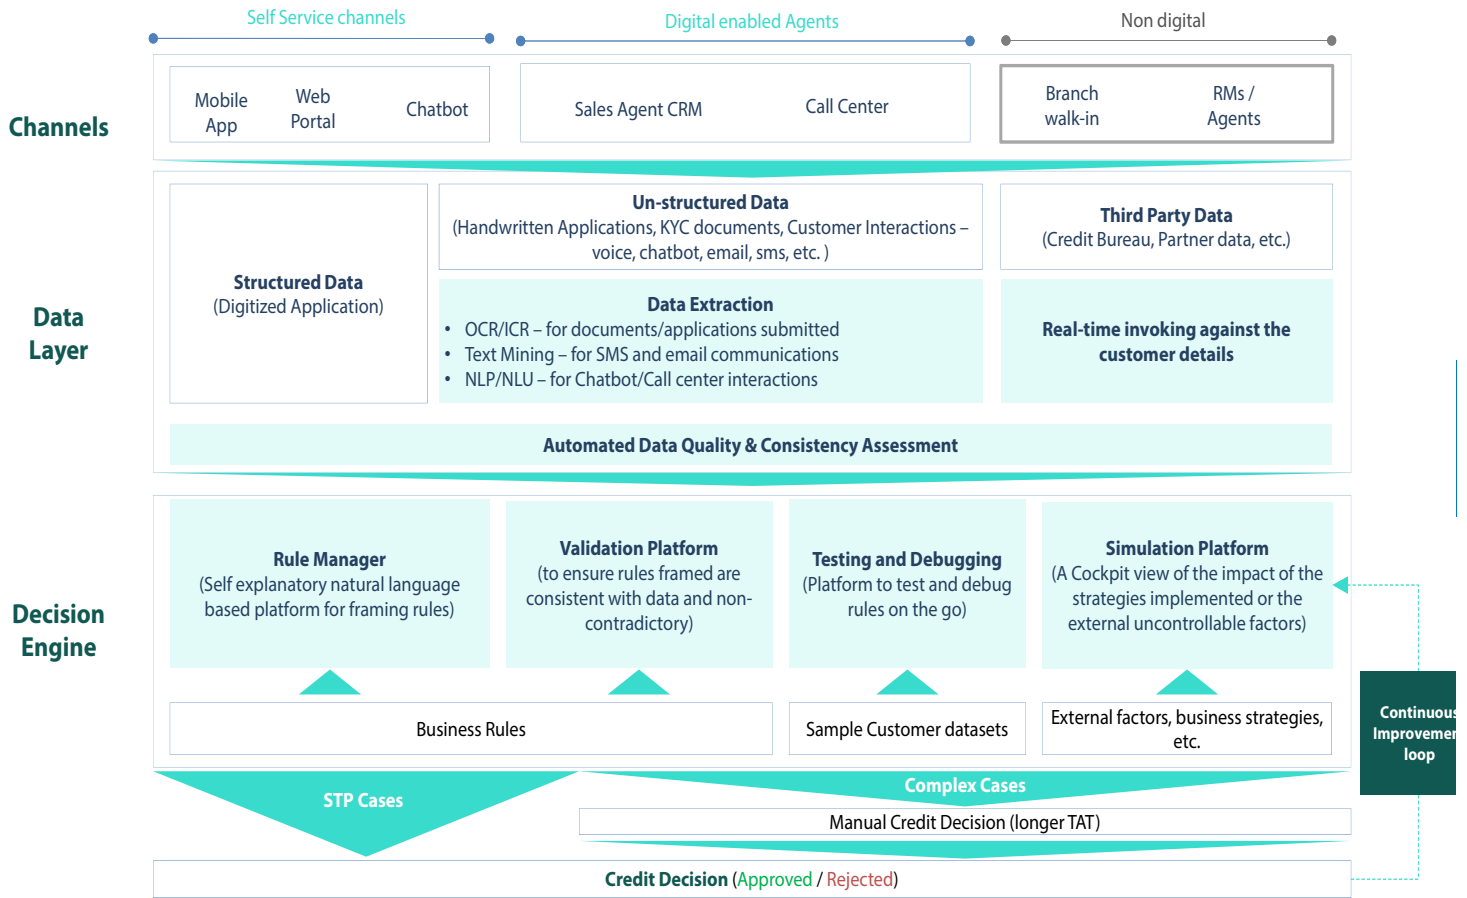 Self Service channels
Digital enabled Agents
Non digital
Channels
Mobile
App
Web
Portal
Chatbot
Sales Agent CRM
Call Center
Branch
walk-in
RMs /
Agents
Data
Layer
Structured Data
(Digitized Application)
Un-structured Data
(Handwritten Applications, KYC documents, Customer Interactions –
voice, chatbot, email, sms, etc. )
Third Party Data
(Credit Bureau, Partner data, etc.)
Data Extraction
• OCR/ICR – for documents/applications submitted
• Text Mining – for SMS and email communications
• NLP/NLU – for Chatbot/Call center interactions
Real-time invoking against the
customer details
Automated Data Quality & Consistency Assessment
Decision
Engine
Rule Manager
(Self explanatory natural language
based platform for framing rules)
Validation Platform
(to ensure rules framed are
consistent with data and non-
contradictory)
Testing and Debugging
(Platform to test and debug
rules on the go)
Simulation Platform
(A Cockpit view of the impact of the
strategies implemented or the
external uncontrollable factors)
Business Rules
Sample Customer datasets
External factors, business strategies,
etc.
Continuous
Improvemen
loop
STP Cases
Complex Cases
Manual Credit Decision (longer TAT)
Credit Decision (Approved / Rejected)